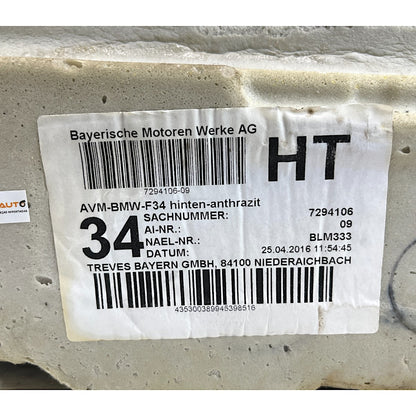 Bayerische Motoren Werke AG
HT
7294106-09
AVM-BMW-F34 hinten-anthrazit
34
SACHNUMMER: 7294106
AI-NR.: 09
NAEL-NR.: BLM333
DATUM: 25.04.2016 11:54:45
TREVES BAYERN GMBH, 84100 NIEDERAICHBACH
435300389945398516
AUTO